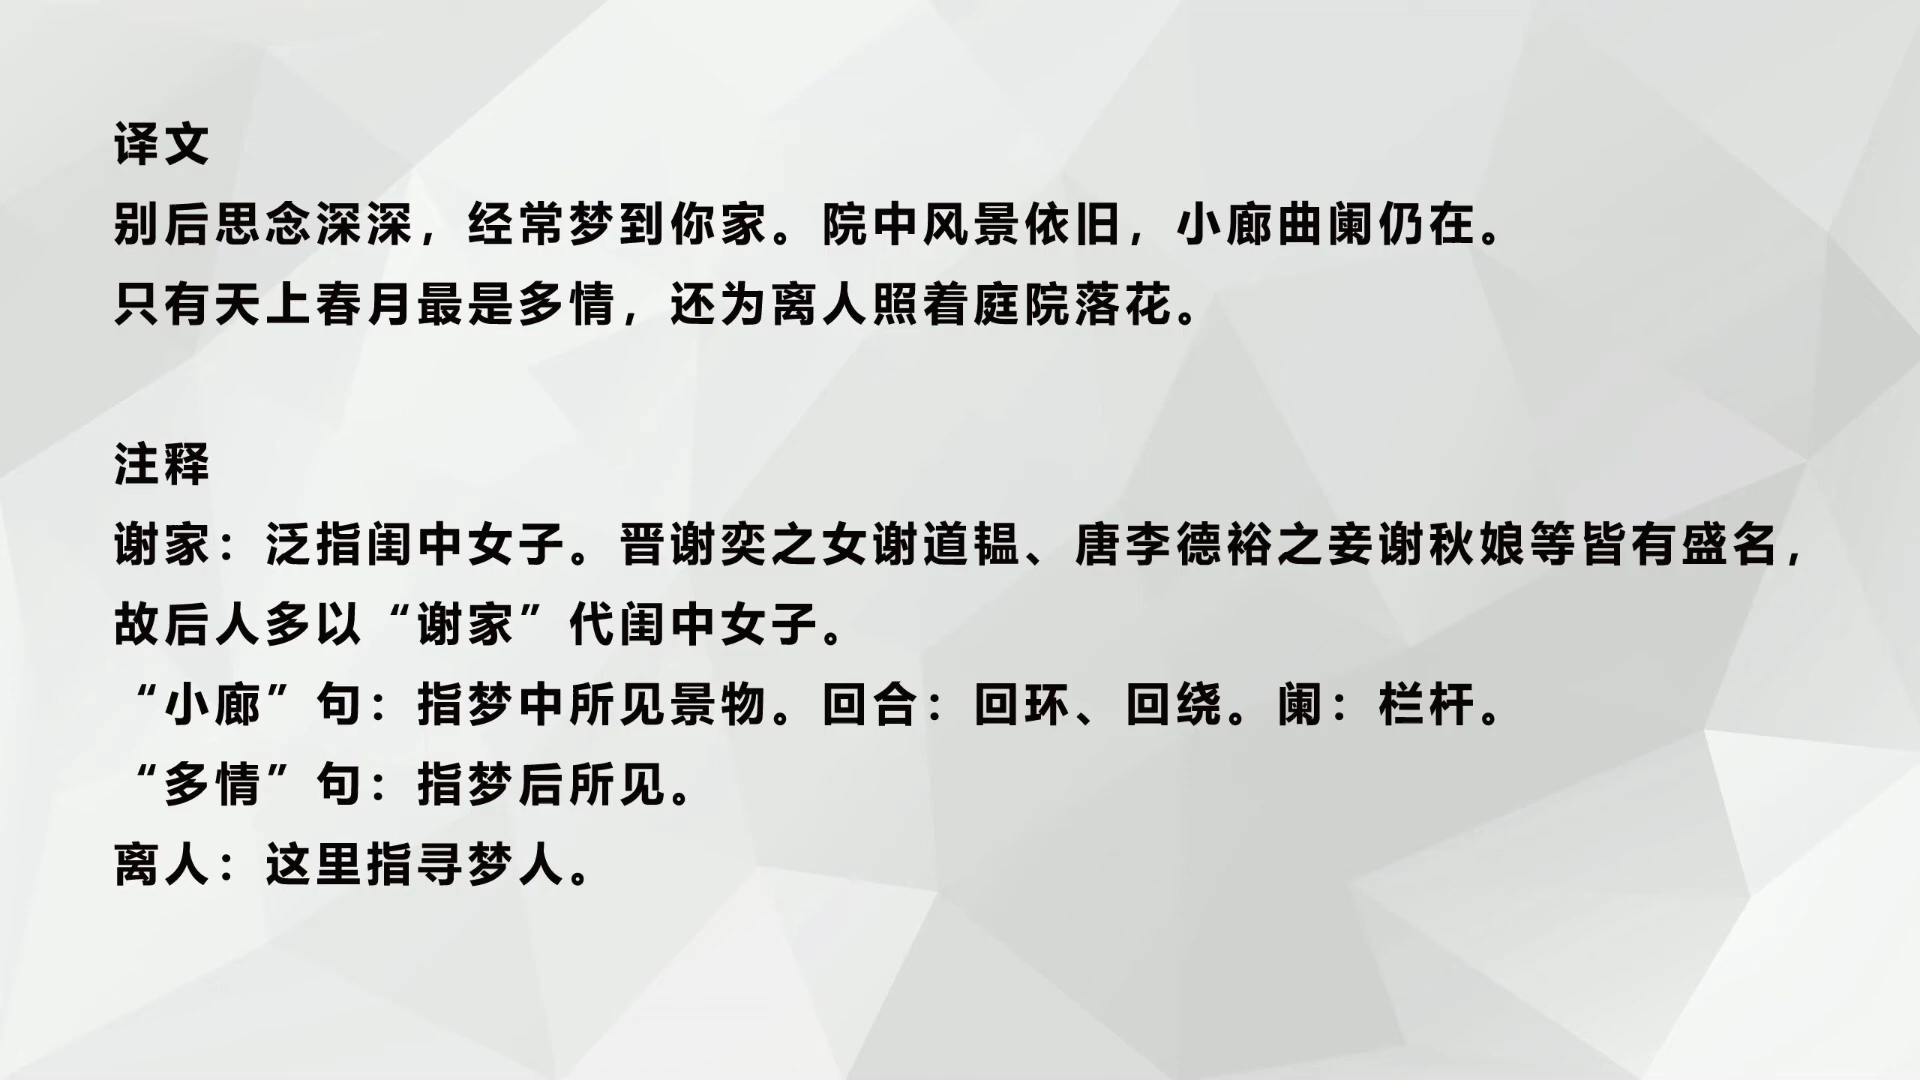 译文
别后思念深深，经常梦到你家。院中风景依旧，小廊曲阑仍在。
只有天上春月最是多情，还为离人照着庭院落花。
注释
谢家：泛指闺中女子。晋谢奕之女谢道韫、唐李德裕之妾谢秋娘等皆有盛名，
故后人多以“谢家”代闺中女子。
“小廊”句：指梦中所见景物。回合：回环、回绕。阑：栏杆。
“多情”句：指梦后所见。
离人：这里指寻梦人。